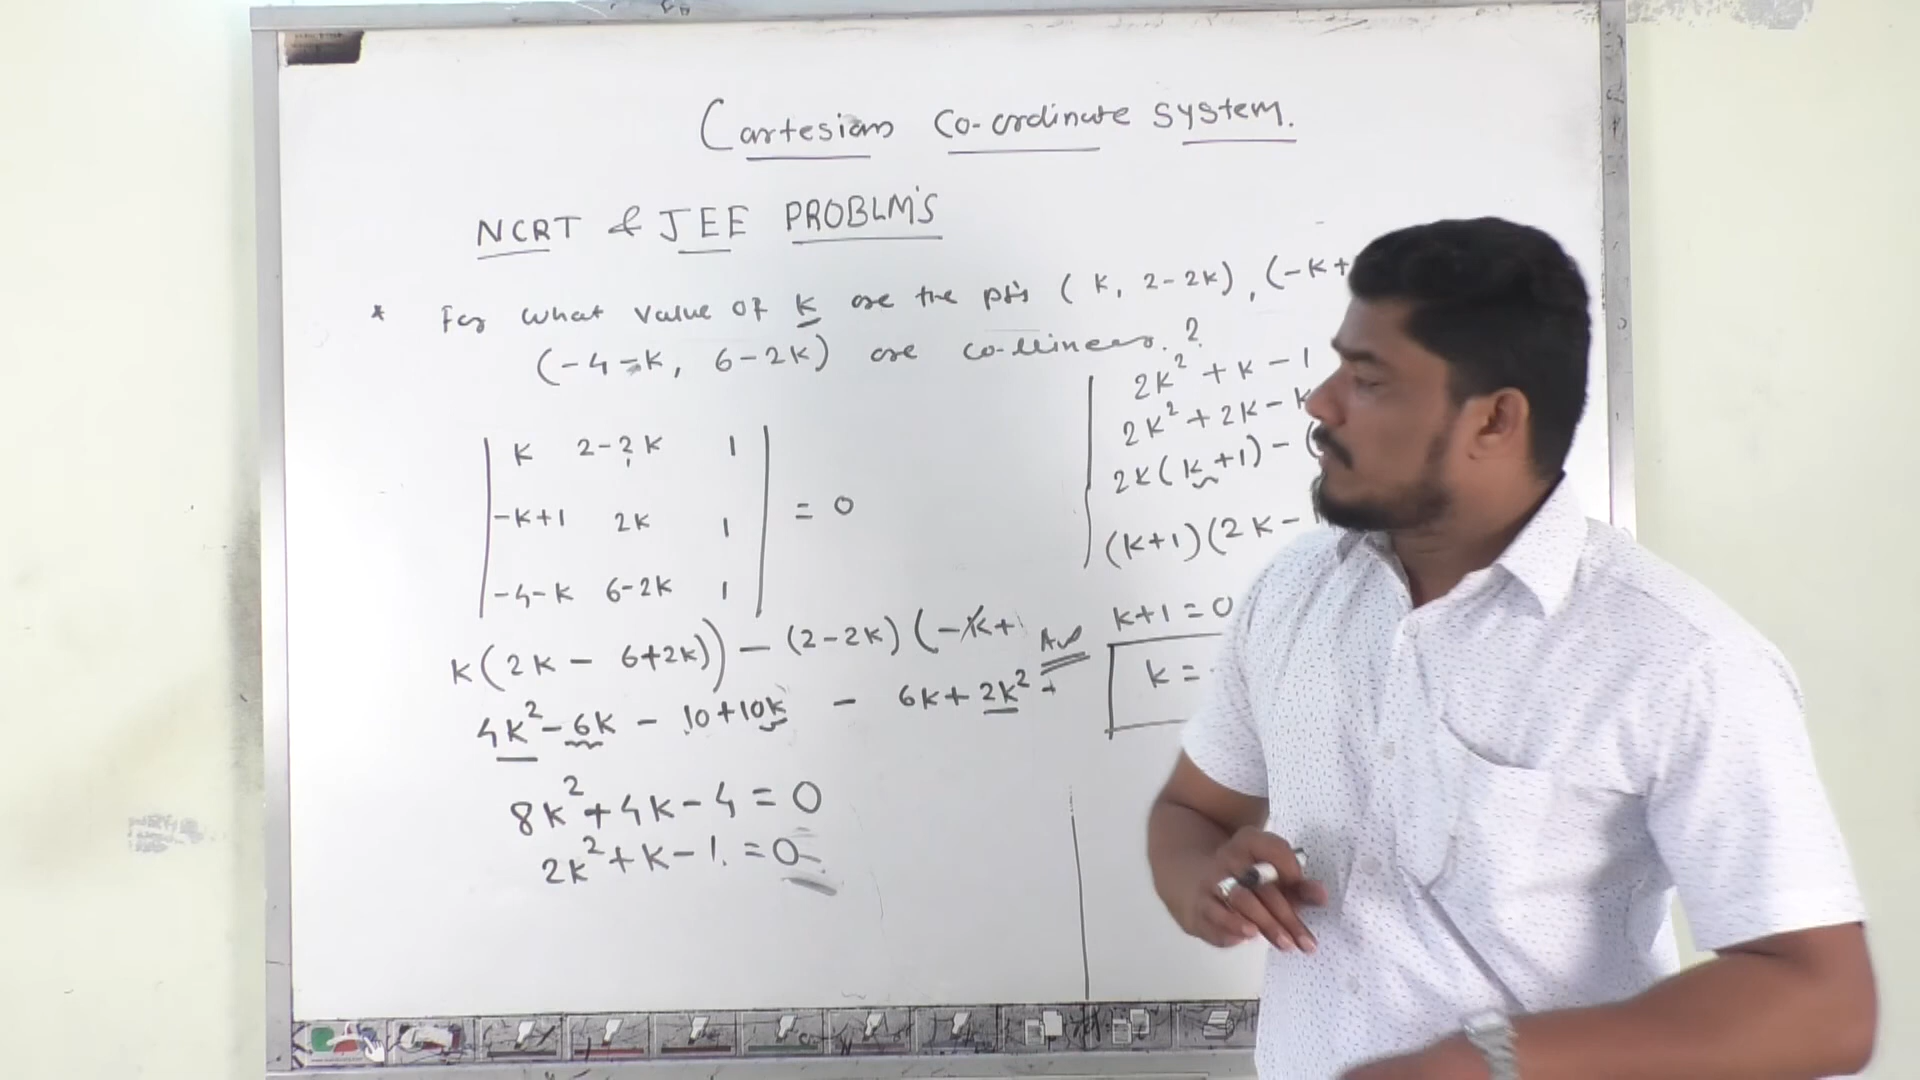 Cartesian Co-ordinate system.
NCRT & JEE PROBLM'S
* For what value of k are the pts (k, 2-2k), (-k+
(-4-k, 6-2k) are co-llinear. ?
| k 2-2k 1 |
| -k+1 2k 1 | = 0
| -4-k 6-2k 1 |
k(2k - 6+2k)) - (2-2k)(-k+
4k² - 6k - 10+10k - 6k + 2k² +
8k² + 4k - 4 = 0
2k² + k - 1 = 0
2k² + k - 1
2k² + 2k - k
2k(k+1) - (
(k+1)(2k -
k+1 = 0
k =